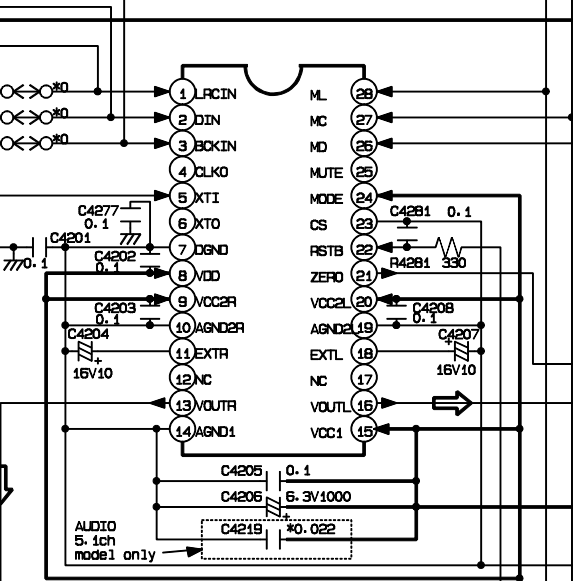 *0
1 LRCIN ML 28
*0
2 DIN MC 27
*0
3 BCKIN MD 26
4 CLKO MUTE 25
5 XTI MODE 24
C4277
0.1
6 XTO CS 23
C4281 0.1
C4201
0.1
7 DGND RSTB 22
C4202
0.1
R4281 330
8 VDD ZERO 21
9 VCC2R VCC2L 20
C4203
0.1
C4208
0.1
10 AGND2R AGND2L 19
C4204
+
16V10
C4207
+
16V10
11 EXTR EXTL 18
12 NC NC 17
13 VOUTR VOUTL 16
14 AGND1 VCC1 15
C4205 0.1
C4206 6.3V1000
+
C4219 *0.022
AUDIO
5.1ch
model only